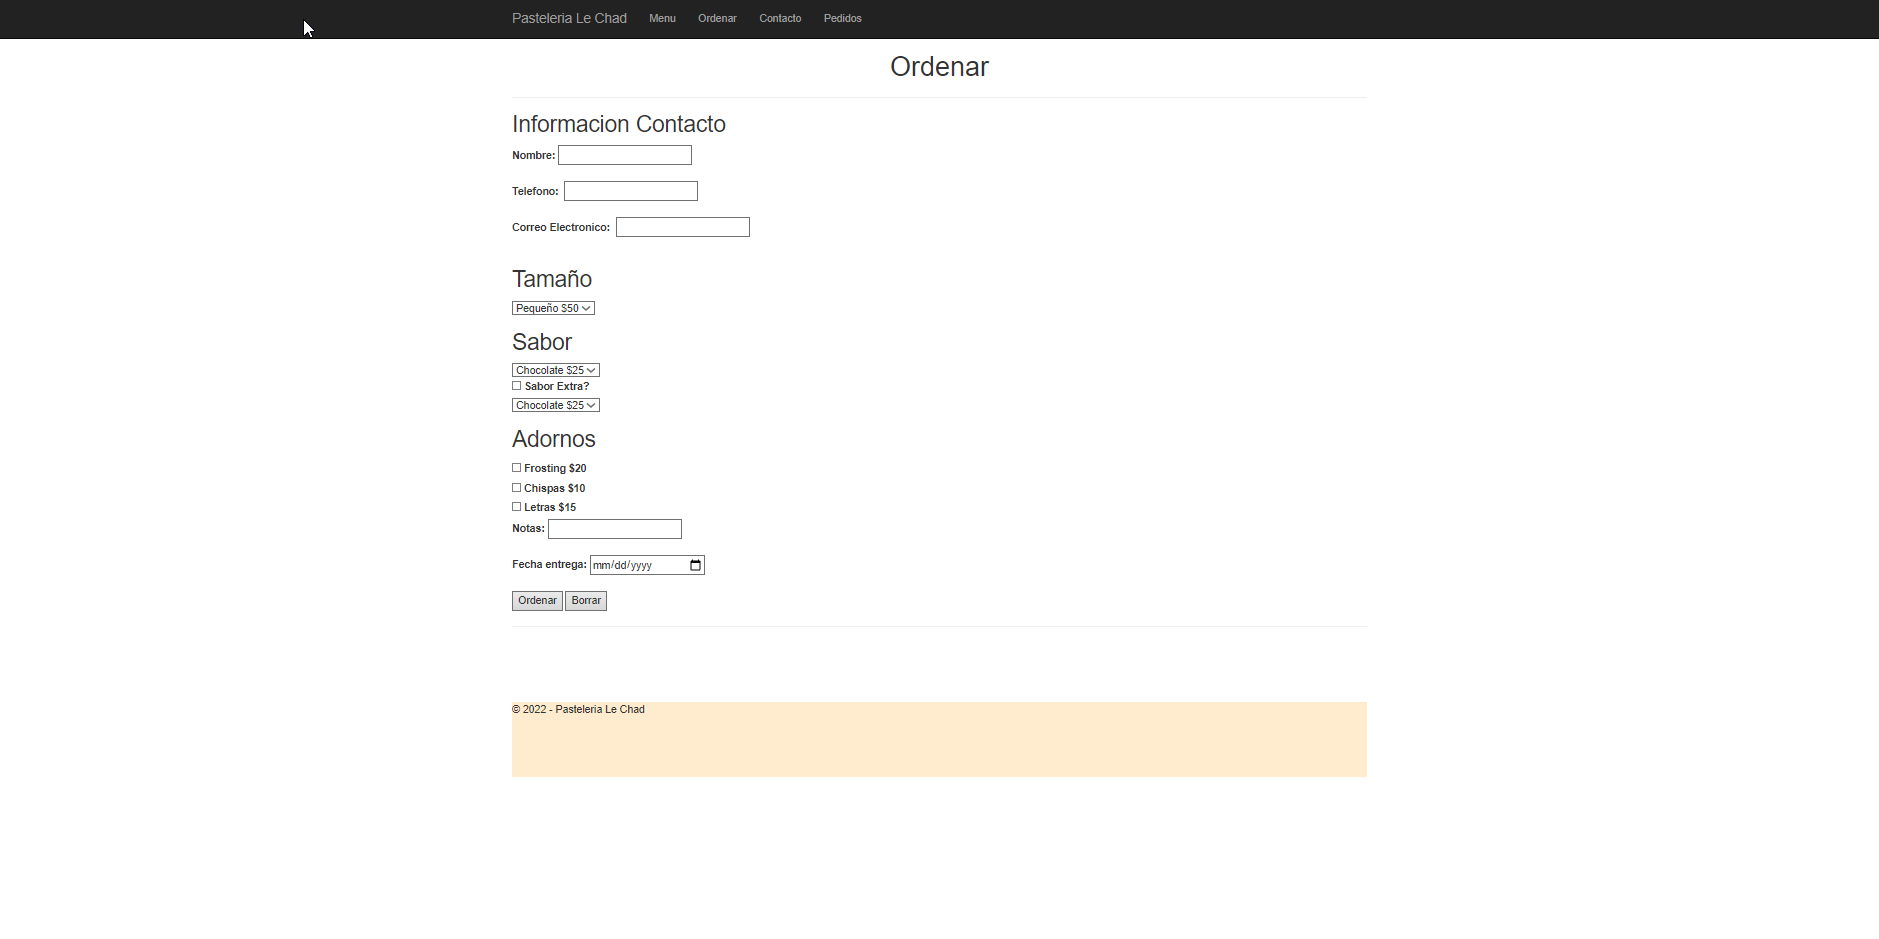 Pasteleria Le Chad Menu Ordenar Contacto Pedidos
Ordenar
Informacion Contacto
Nombre:
Telefono:
Correo Electronico:
Tamaño
Pequeño $50
Sabor
Chocolate $25
Sabor Extra?
Chocolate $25
Adornos
Frosting $20
Chispas $10
Letras $15
Notas:
Fecha entrega: mm/dd/yyyy
Ordenar Borrar
© 2022 - Pasteleria Le Chad